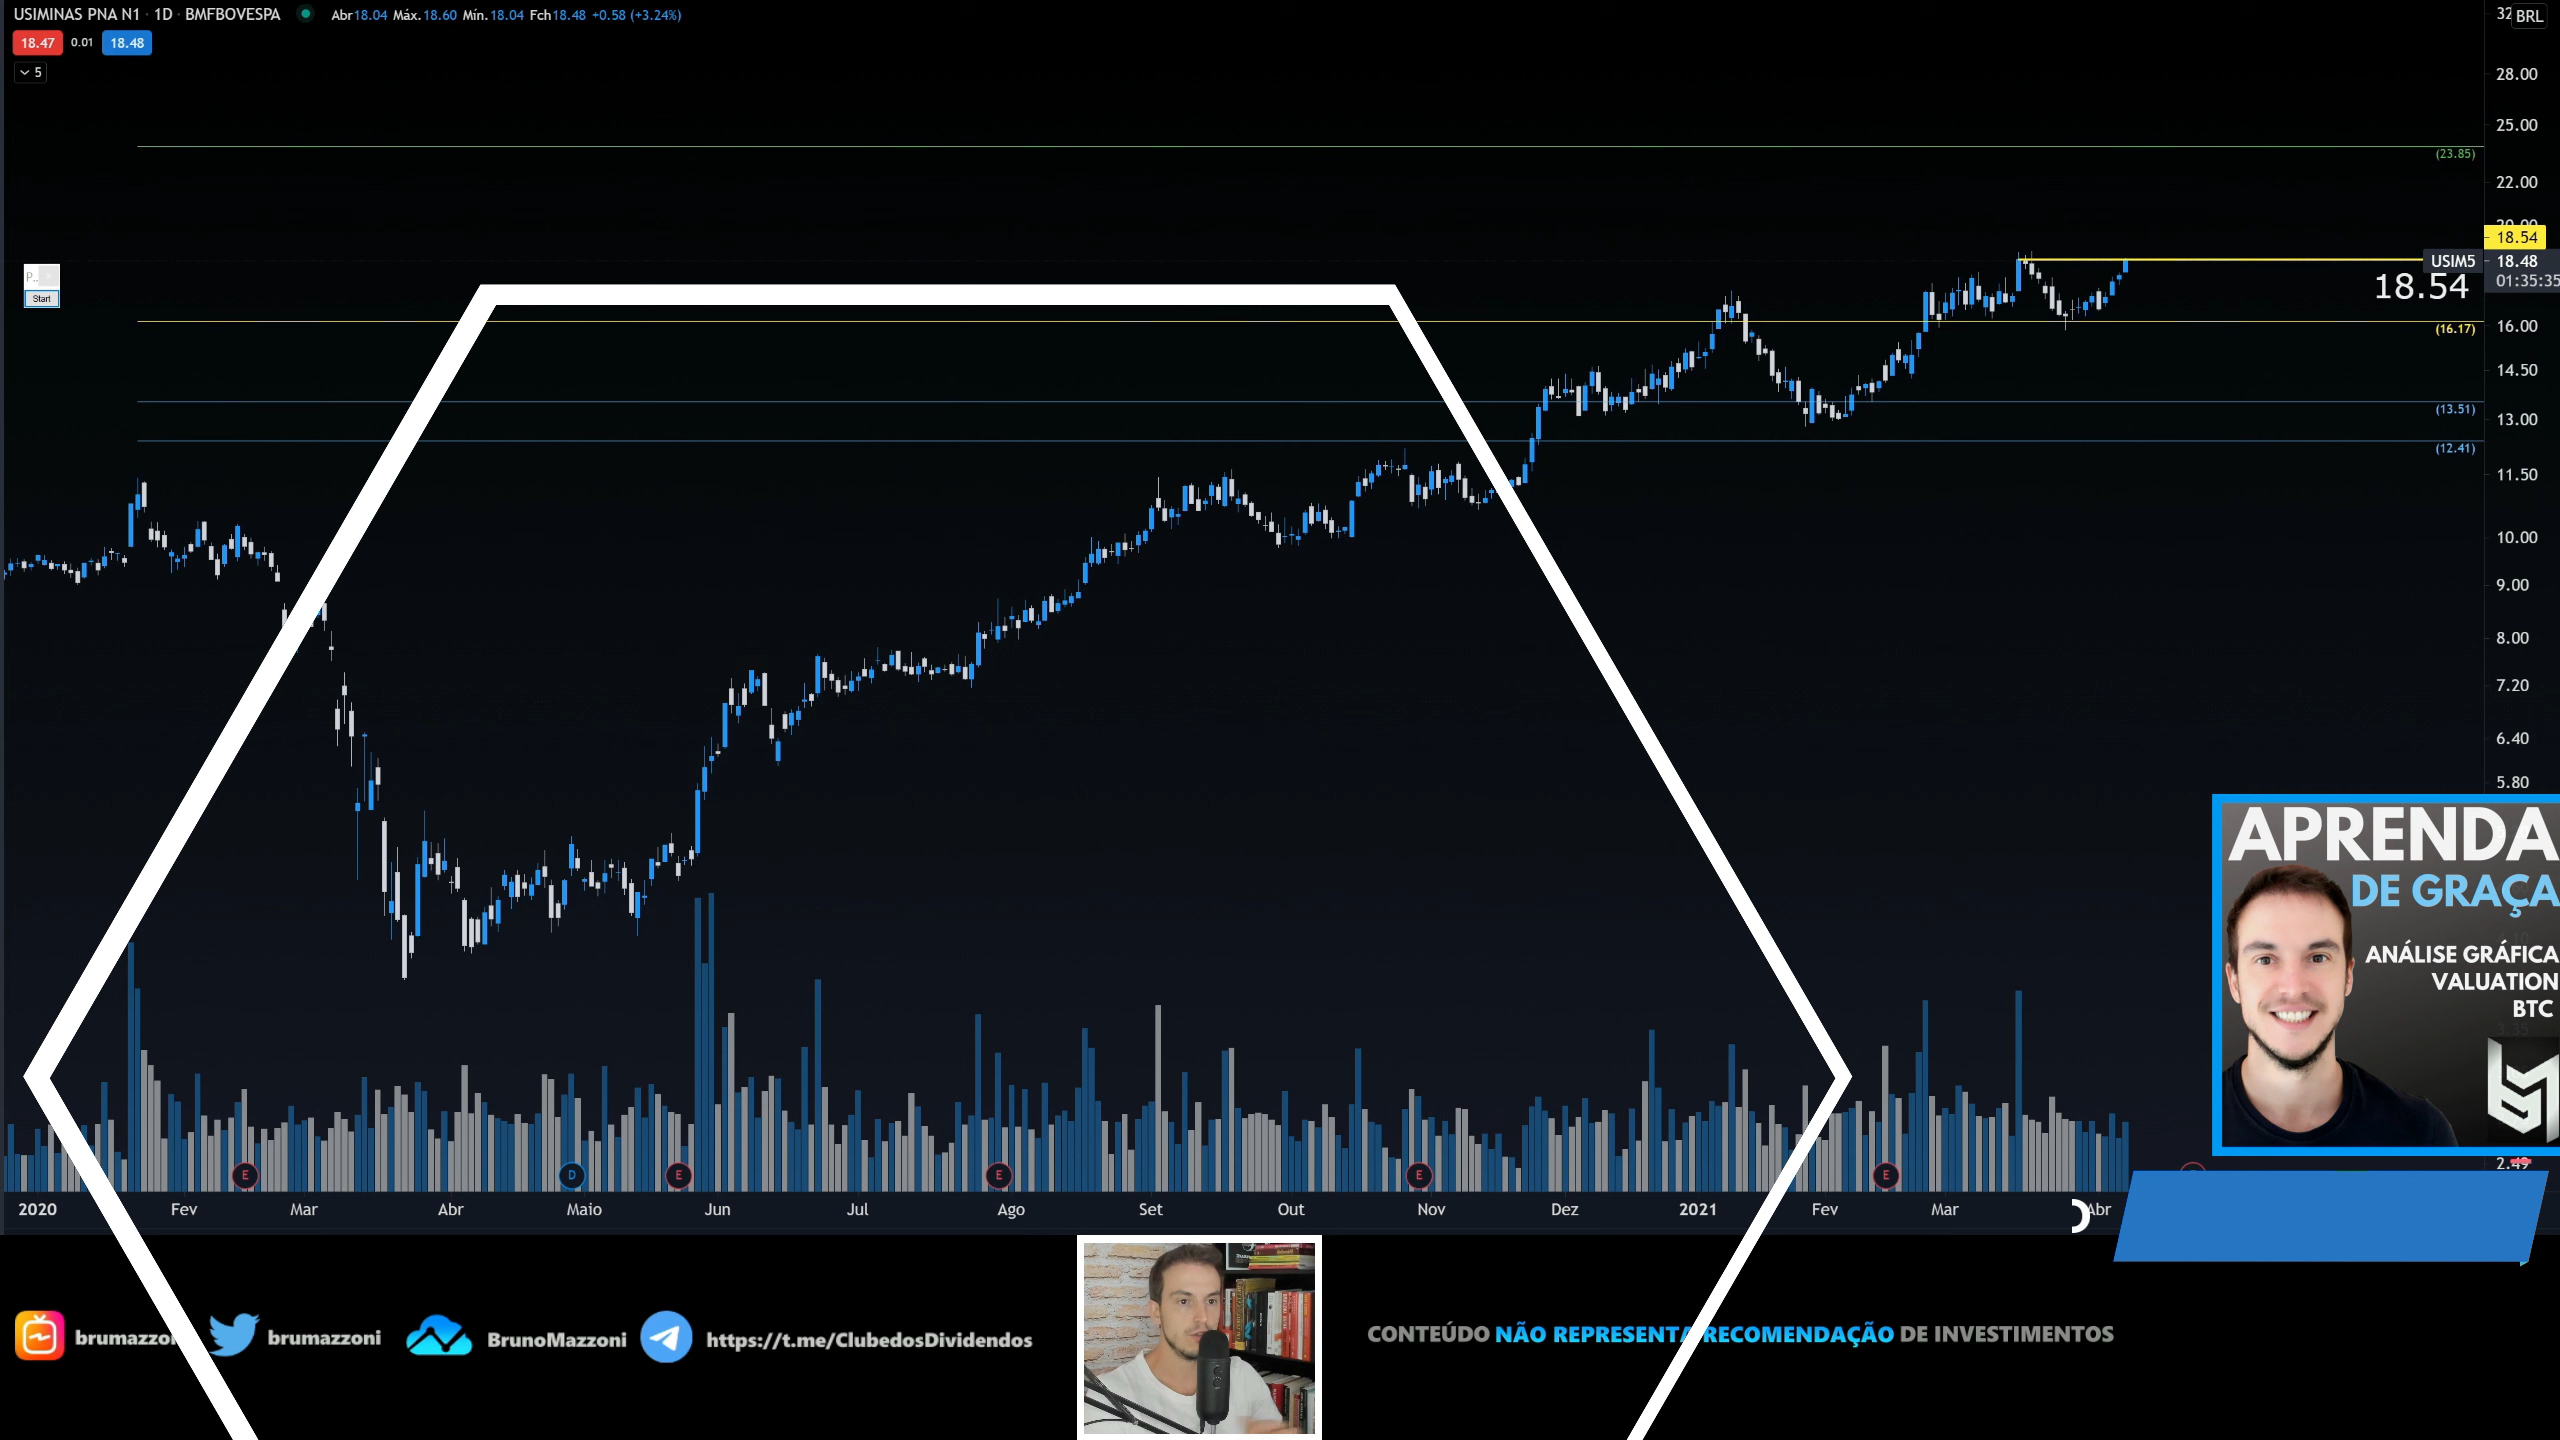 USIMINAS PNA N1 · 1D · BMFBOVESPA Abr18.04 Máx.18.60 Mín.18.04 Fch18.48 +0.58 (+3.24%)
18.47 0.01 18.48
5
BRL
28.00
25.00
(23.85)
22.00
18.54
USIM5 18.48
01:35:35
18.54
P..
Start
(16.17)
16.00
14.50
(13.51)
13.00
(12.41)
11.50
10.00
9.00
8.00
7.20
6.40
5.80
APRENDA
DE GRAÇA
ANÁLISE GRÁFICA
VALUATION
BTC
2.49
E D E E E E
2020 Fev Mar Abr Maio Jun Jul Ago Set Out Nov Dez 2021 Fev Mar Abr
brumazzoni brumazzoni BrunoMazzoni https://t.me/ClubedosDividendos
CONTEÚDO NÃO REPRESENTA RECOMENDAÇÃO DE INVESTIMENTOS